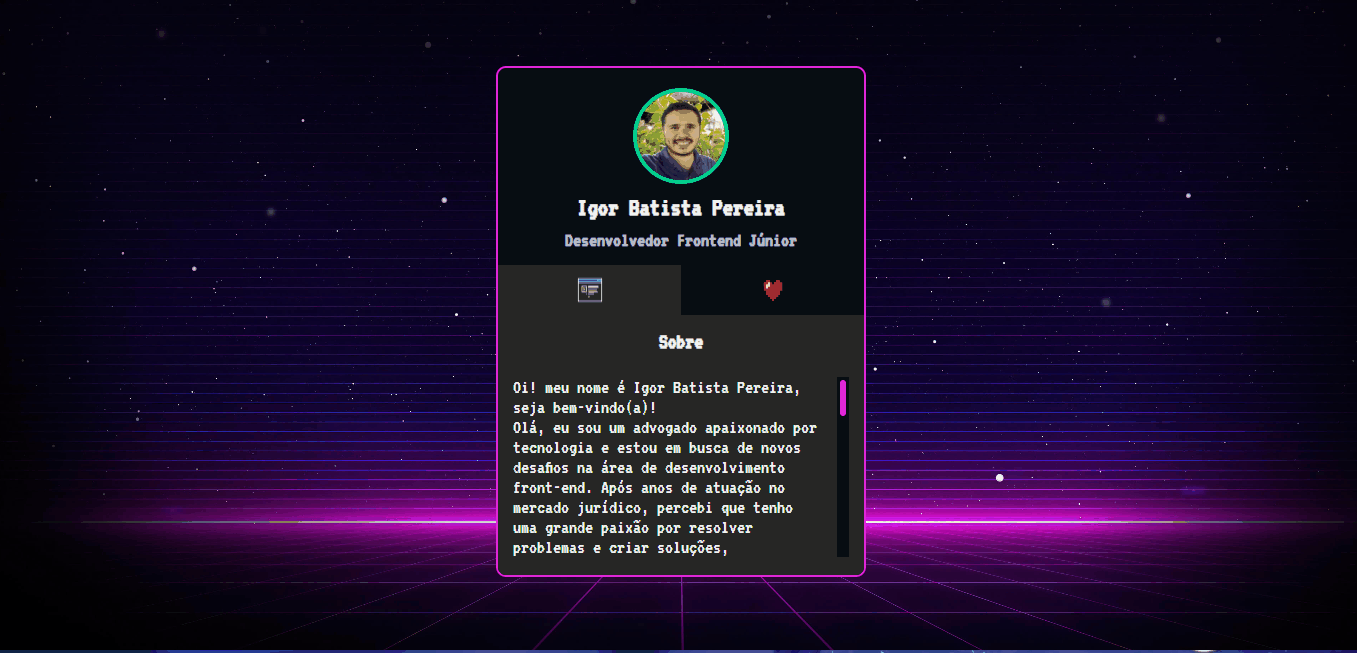 Igor Batista Pereira
Desenvolvedor Frontend Júnior
Sobre
Oi! meu nome é Igor Batista Pereira,
seja bem-vindo(a)!
Olá, eu sou um advogado apaixonado por
tecnologia e estou em busca de novos
desafios na área de desenvolvimento
front-end. Após anos de atuação no
mercado jurídico, percebi que tenho
uma grande paixão por resolver
problemas e criar soluções,